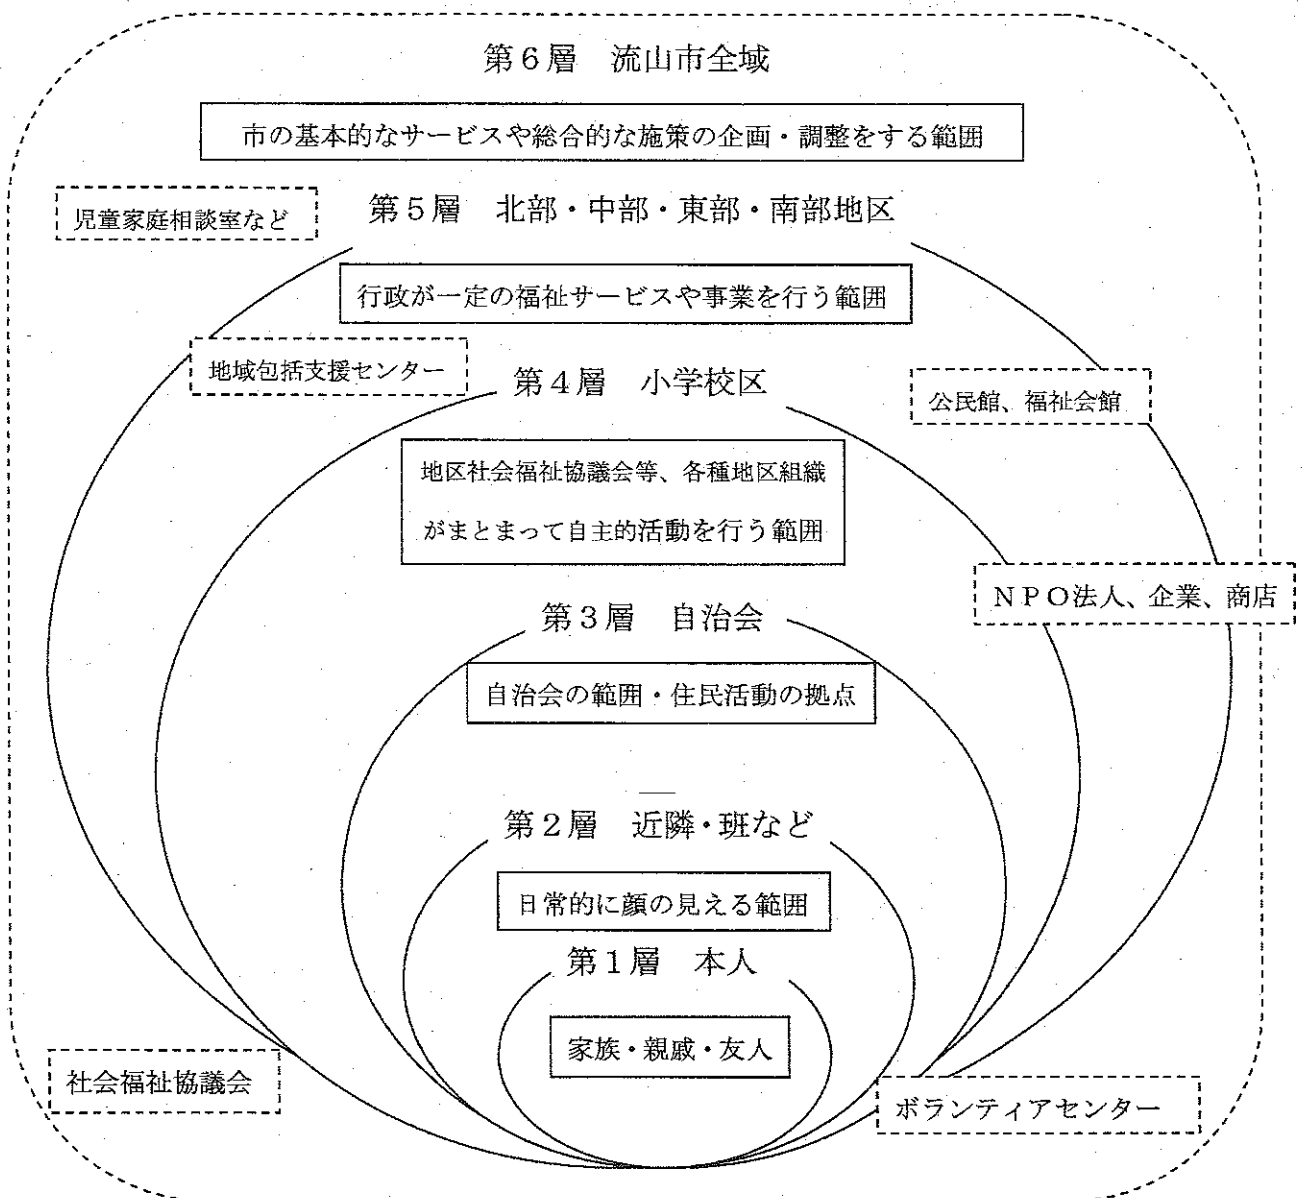 第６層　流山市全域
市の基本的なサービスや総合的な施策の企画・調整をする範囲
児童家庭相談室など
第５層　北部・中部・東部・南部地区
行政が一定の福祉サービスや事業を行う範囲
地域包括支援センター
第４層　小学校区
公民館、福祉会館
地区社会福祉協議会等、各種地区組織
がまとまって自主的活動を行う範囲
ＮＰＯ法人、企業、商店
第３層　自治会
自治会の範囲・住民活動の拠点
第２層　近隣・班など
日常的に顔の見える範囲
第１層　本人
家族・親戚・友人
社会福祉協議会
ボランティアセンター